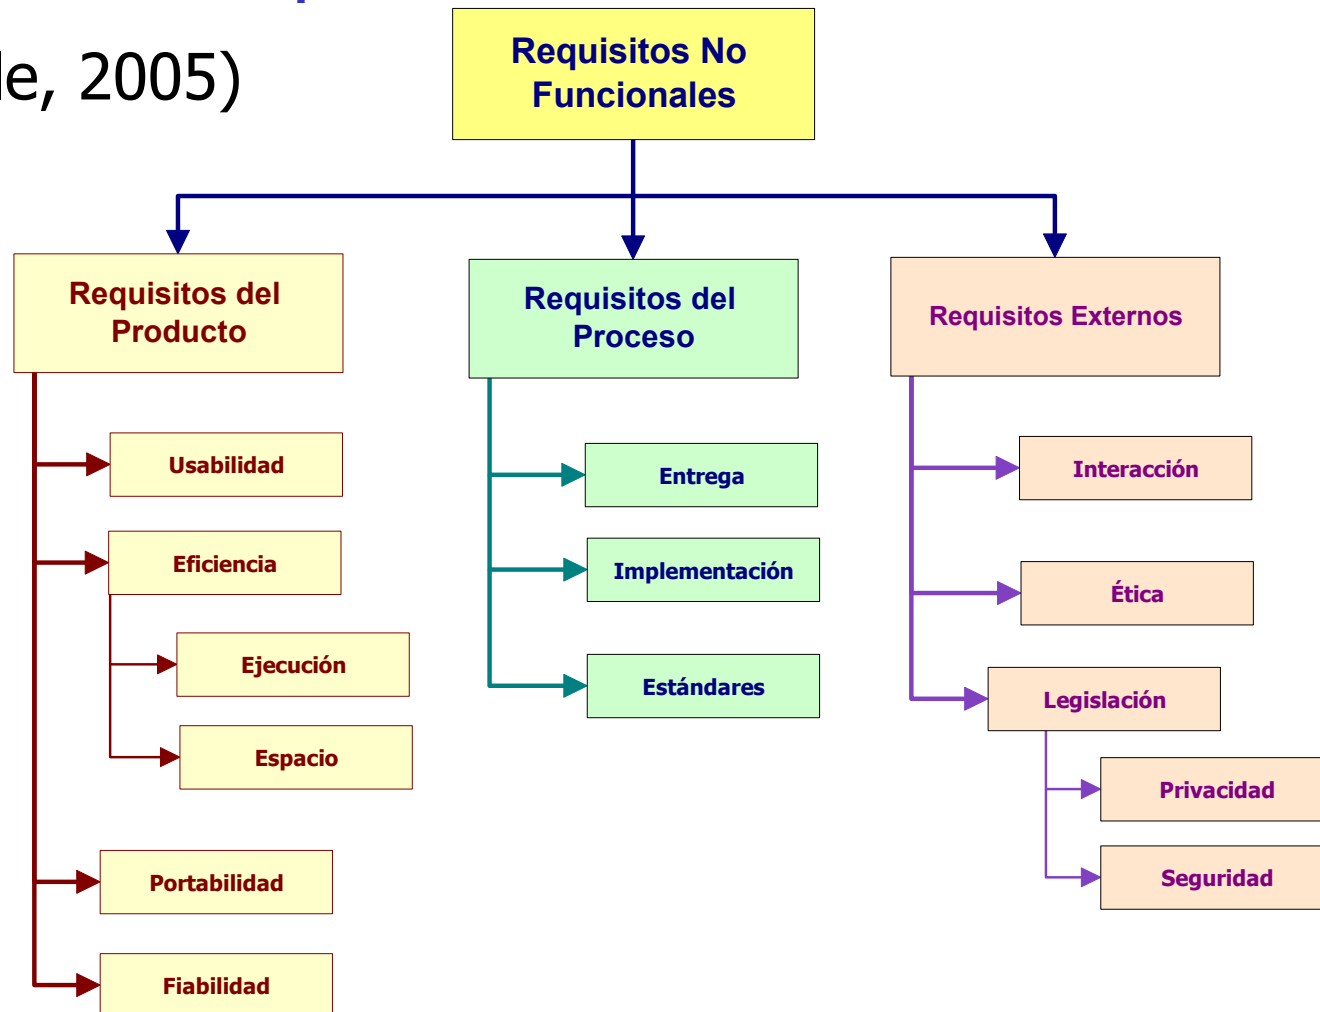 2005)
Requisitos No
Funcionales
Requisitos del
Producto
Usabilidad
Eficiencia
Ejecución
Espacio
Portabilidad
Fiabilidad
Requisitos del
Proceso
Entrega
Implementación
Estándares
Requisitos Externos
Interacción
Ética
Legislación
Privacidad
Seguridad